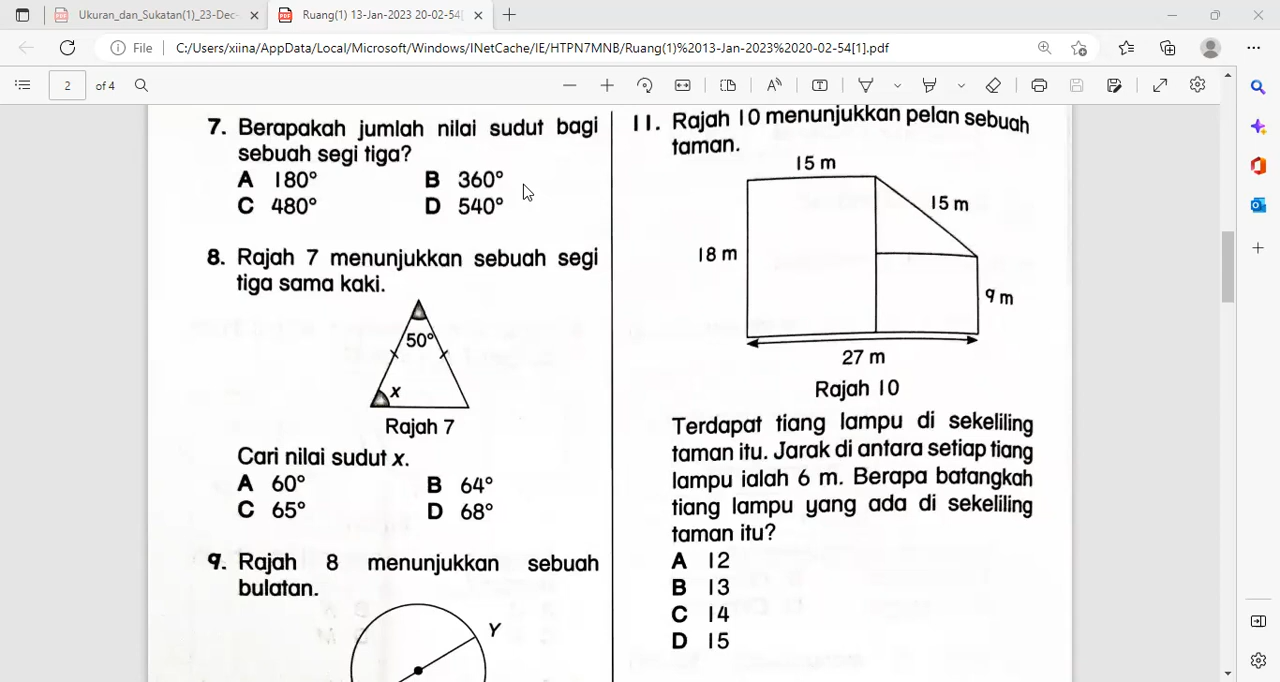 Ukuran_dan_Sukatan(1)_23-Dec-
Ruang(1) 13-Jan-2023 20-02-54[
File
C:/Users/xiina/AppData/Local/Microsoft/Windows/INetCache/IE/HTPN7MNB/Ruang(1)%2013-Jan-2023%2020-02-54[1].pdf
2 of 4
7. Berapakah jumlah nilai sudut bagi
sebuah segi tiga?
A 180° B 360°
C 480° D 540°
8. Rajah 7 menunjukkan sebuah segi
tiga sama kaki.
50°
x
Rajah 7
Cari nilai sudut x.
A 60° B 64°
C 65° D 68°
9. Rajah 8 menunjukkan sebuah
bulatan.
Y
11. Rajah 10 menunjukkan pelan sebuah
taman.
15 m
15 m
18 m
9 m
27 m
Rajah 10
Terdapat tiang lampu di sekeliling
taman itu. Jarak di antara setiap tiang
lampu ialah 6 m. Berapa batangkah
tiang lampu yang ada di sekeliling
taman itu?
A 12
B 13
C 14
D 15